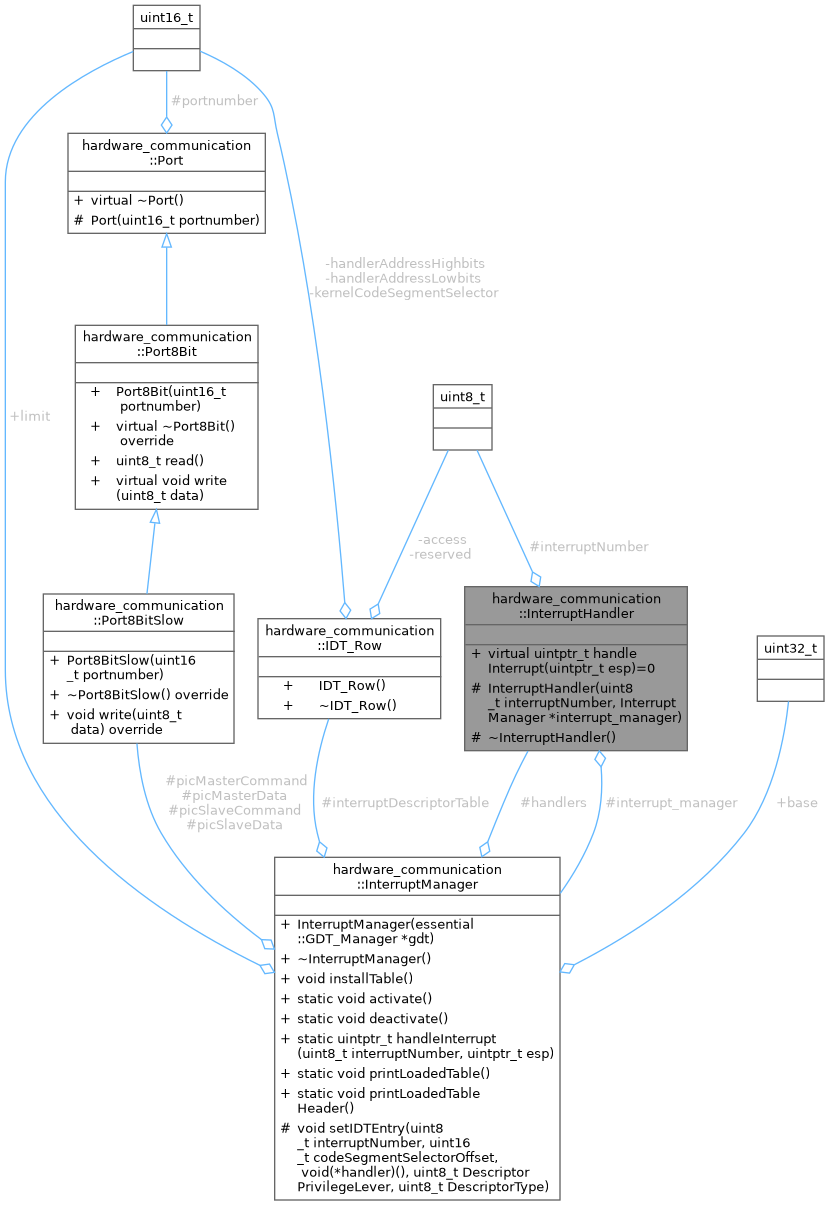 uint16_t
#portnumber
hardware_communication
::Port
+ virtual ~Port()
# Port(uint16_t portnumber)
-handlerAddressHighbits
-handlerAddressLowbits
-kernelCodeSegmentSelector
hardware_communication
::Port8Bit
+ Port8Bit(uint16_t
portnumber)
+ virtual ~Port8Bit()
override
+ uint8_t read()
+ virtual void write
(uint8_t data)
+limit
uint8_t
-access
-reserved
#interruptNumber
hardware_communication
::Port8BitSlow
+ Port8BitSlow(uint16
_t portnumber)
+ ~Port8BitSlow() override
+ void write(uint8_t
data) override
hardware_communication
::IDT_Row
+ IDT_Row()
+ ~IDT_Row()
hardware_communication
::InterruptHandler
+ virtual uintptr_t handle
Interrupt(uintptr_t esp)=0
# InterruptHandler(uint8
_t interruptNumber, Interrupt
Manager *interrupt_manager)
# ~InterruptHandler()
uint32_t
#picMasterCommand
#picMasterData
#picSlaveCommand
#picSlaveData
#interruptDescriptorTable
#handlers
#interrupt_manager
+base
hardware_communication
::InterruptManager
+ InterruptManager(essential
::GDT_Manager *gdt)
+ ~InterruptManager()
+ void installTable()
+ static void activate()
+ static void deactivate()
+ static uintptr_t handleInterrupt
(uint8_t interruptNumber, uintptr_t esp)
+ static void printLoadedTable()
+ static void printLoadedTable
Header()
# void setIDTEntry(uint8
_t interruptNumber, uint16
_t codeSegmentSelectorOffset,
void(*handler)(), uint8_t Descriptor
PrivilegeLever, uint8_t DescriptorType)